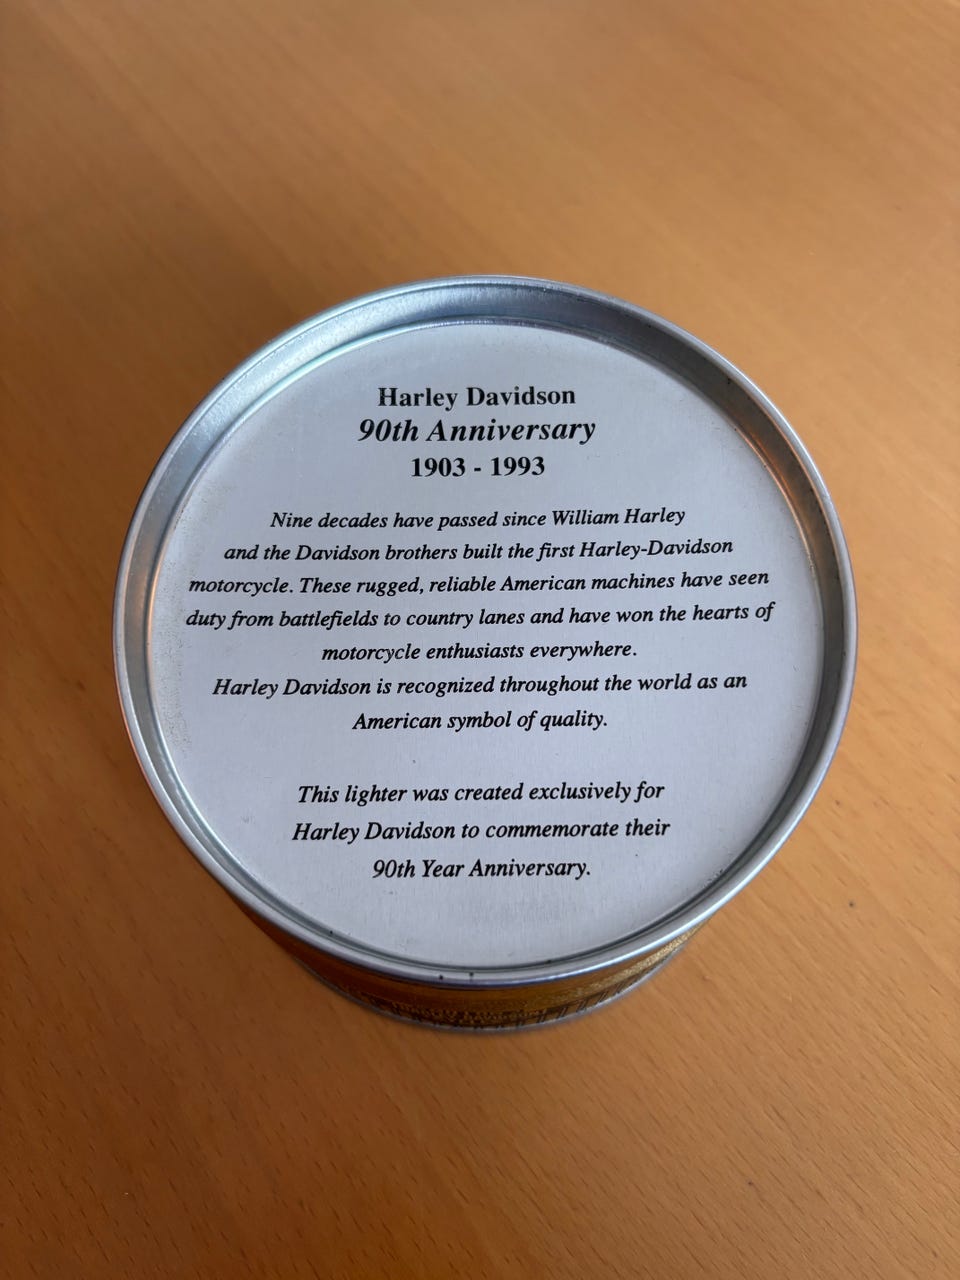 Harley Davidson
90th Anniversary
1903 - 1993
Nine decades have passed since William Harley
and the Davidson brothers built the first Harley-Davidson
motorcycle. These rugged, reliable American machines have seen
duty from battlefields to country lanes and have won the hearts of
motorcycle enthusiasts everywhere.
Harley Davidson is recognized throughout the world as an
American symbol of quality.
This lighter was created exclusively for
Harley Davidson to commemorate their
90th Year Anniversary.